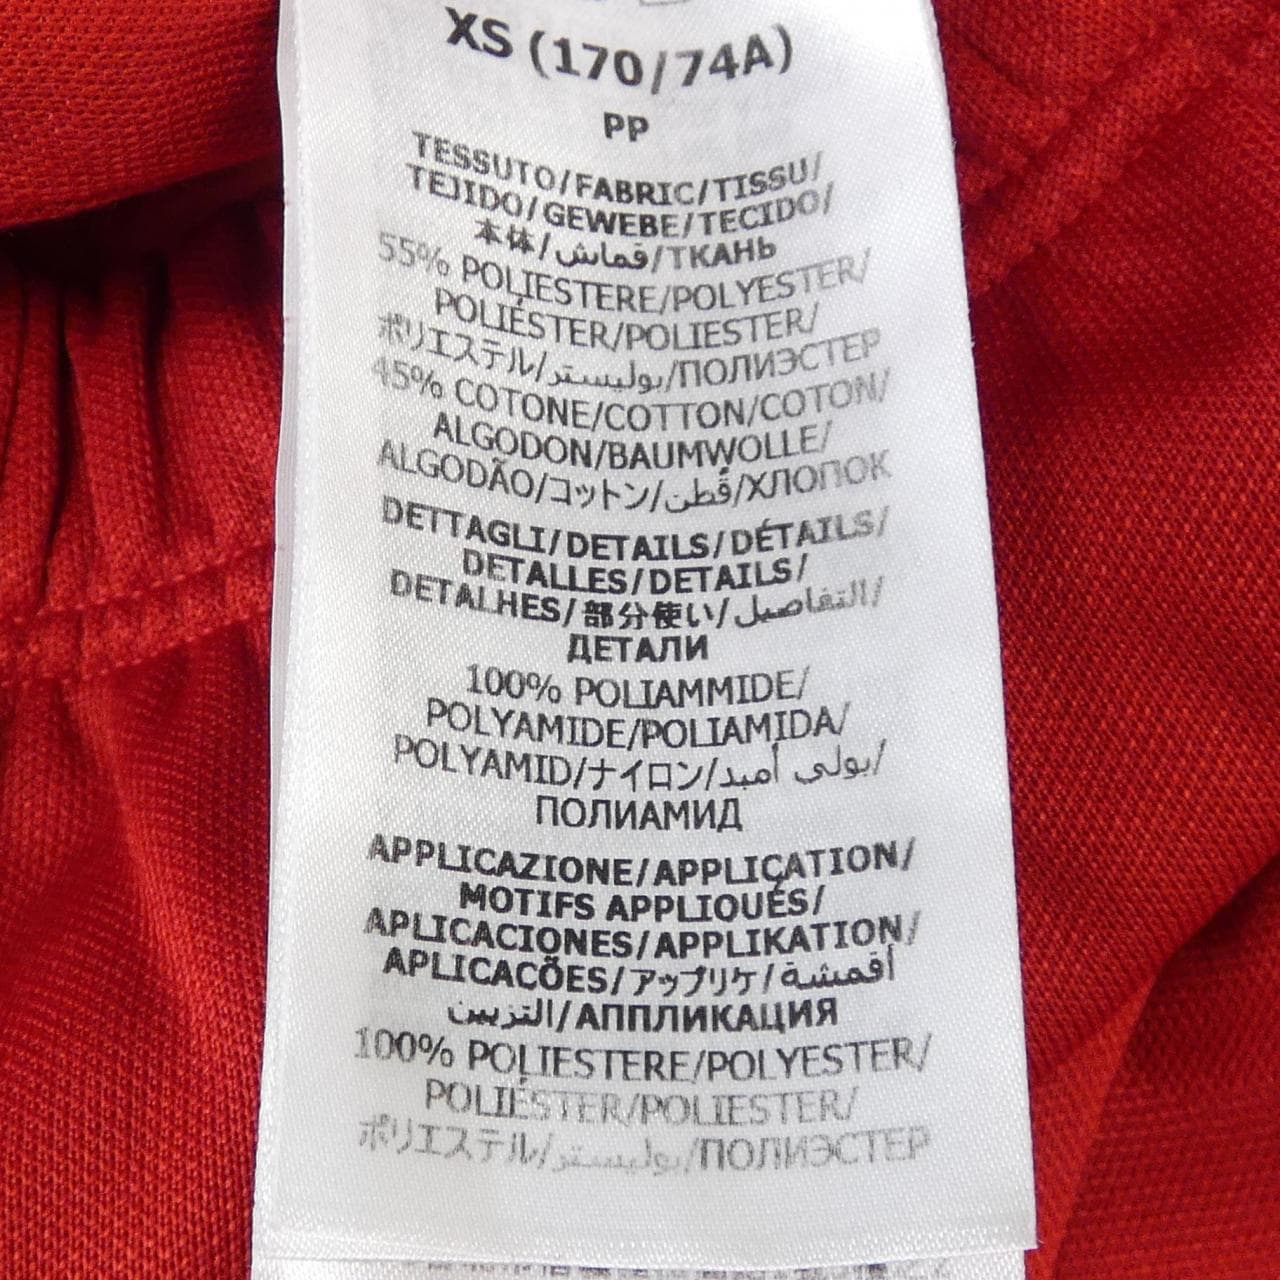 XS (170/74A)
PP
TESSUTO/FABRIC/TISSU/
TEJIDO/GEWEBE/TECIDO/
本体/قماش/ТКАНЬ
55% POLIESTERE/POLYESTER/
POLIÉSTER/POLIESTER/
ポリエステル/بوليستر/ПОЛИЭСТЕР
45% COTONE/COTTON/COTON/
ALGODON/BAUMWOLLE/
ALGODÃO/コットン/قطن/ХЛОПОК
DETTAGLI/DETAILS/DÉTAILS/
DETALLES/DETAILS/
DETALHES/部分使い/التفاصيل/
ДЕТАЛИ
100% POLIAMMIDE/
POLYAMIDE/POLIAMIDA/
POLYAMID/ナイロン/بولي أميد/
ПОЛИАМИД
APPLICAZIONE/APPLICATION/
MOTIFS APPLIQUÉS/
APLICACIONES/APPLIKATION/
APLICACÕES/アップリケ/أقمشة
التزيين/АППЛИКАЦИЯ
100% POLIESTERE/POLYESTER/
POLIÉSTER/POLIESTER/
ポリエステル/بوليستر/ПОЛИЭСТЕР